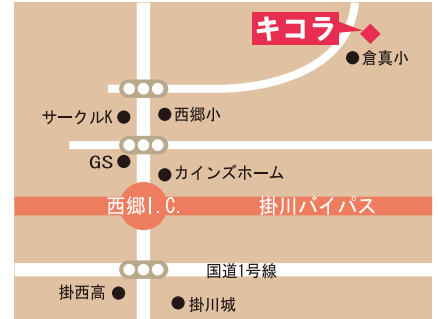 キコラ
倉真小
サークルK
西郷小
GS
カインズホーム
西郷I.C.
掛川バイパス
国道1号線
掛西高
掛川城